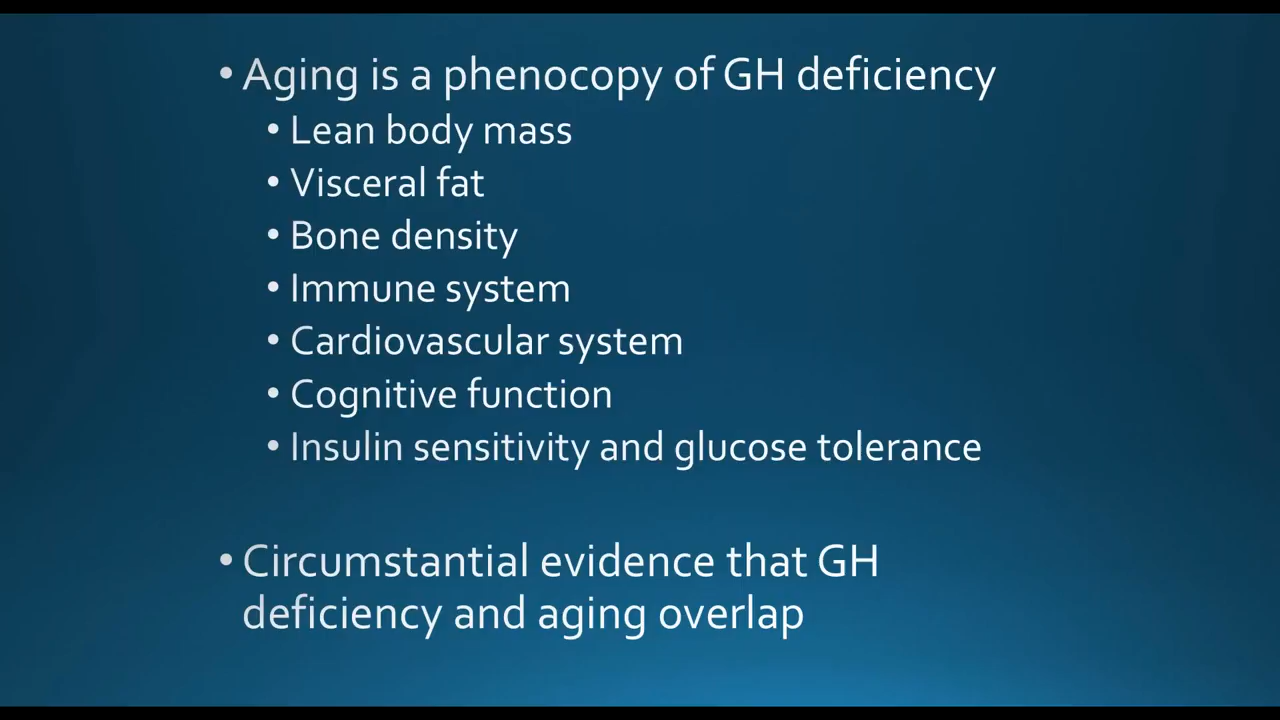 • Aging is a phenocopy of GH deficiency
• Lean body mass
• Visceral fat
• Bone density
• Immune system
• Cardiovascular system
• Cognitive function
• Insulin sensitivity and glucose tolerance
• Circumstantial evidence that GH
deficiency and aging overlap